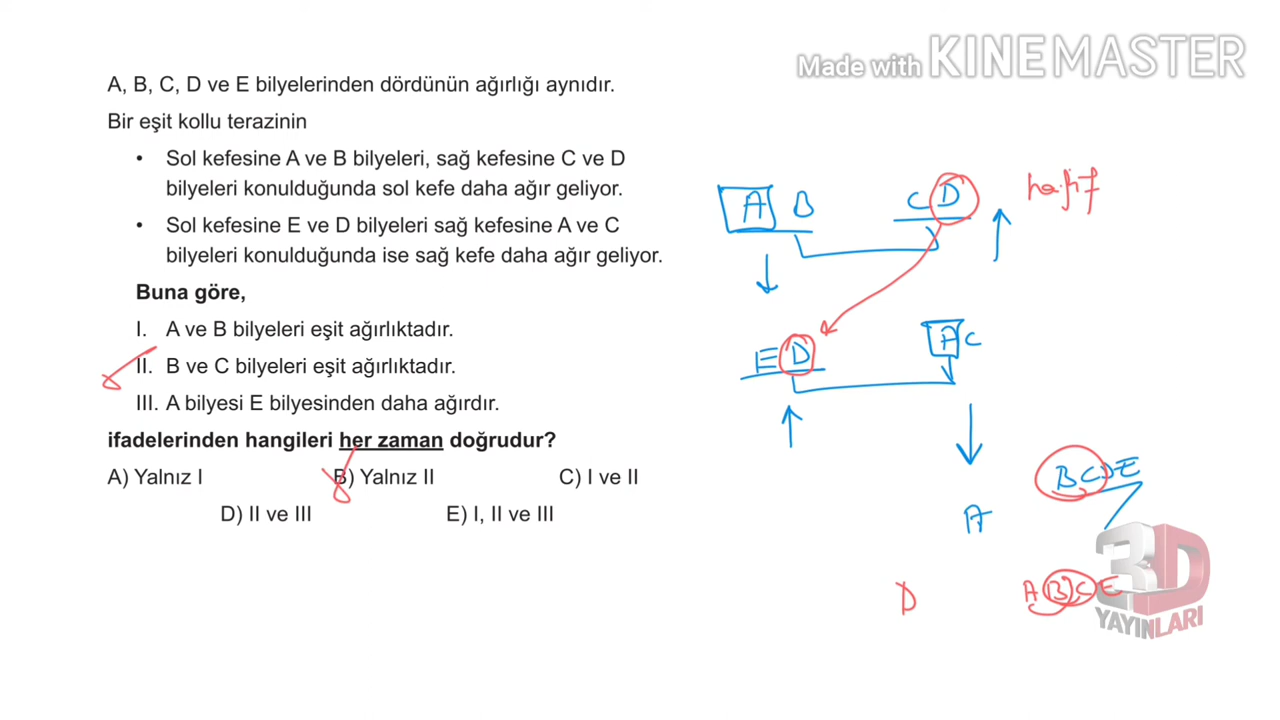 Made with KINEMASTER
A, B, C, D ve E bilyelerinden dördünün ağırlığı aynıdır.
Bir eşit kollu terazinin
• Sol kefesine A ve B bilyeleri, sağ kefesine C ve D
bilyeleri konulduğunda sol kefe daha ağır geliyor.
• Sol kefesine E ve D bilyeleri sağ kefesine A ve C
bilyeleri konulduğunda ise sağ kefe daha ağır geliyor.
Buna göre,
I. A ve B bilyeleri eşit ağırlıktadır.
II. B ve C bilyeleri eşit ağırlıktadır.
III. A bilyesi E bilyesinden daha ağırdır.
ifadelerinden hangileri her zaman doğrudur?
A) Yalnız I B) Yalnız II C) I ve II
D) II ve III E) I, II ve III
A B C D hafif
E D A C
B C D E
A
D A B C E
3D
YAYINLARI